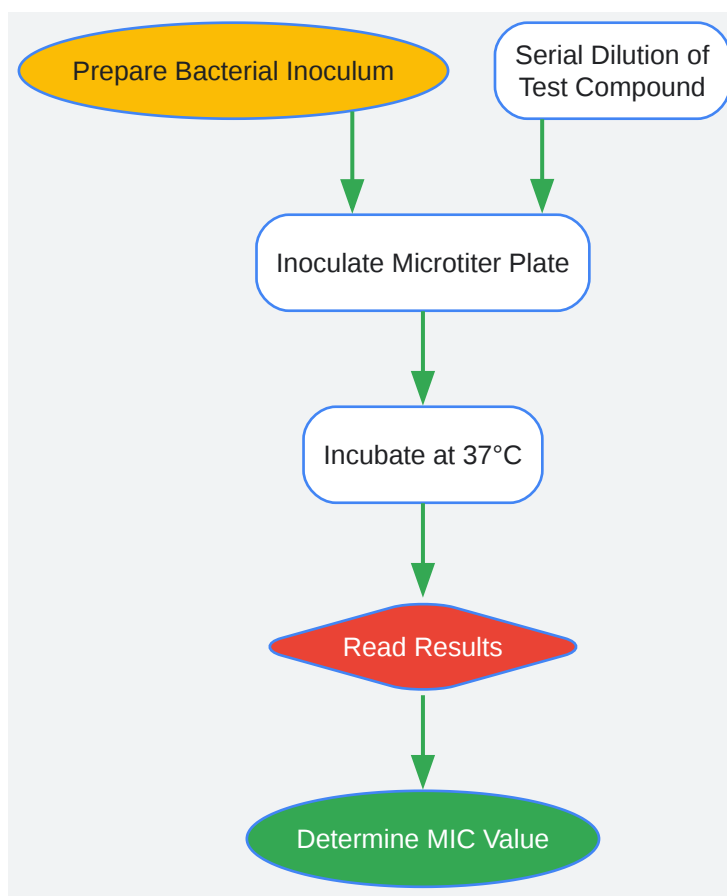 Prepare Bacterial Inoculum
Serial Dilution of
Test Compound
Inoculate Microtiter Plate
Incubate at 37°C
Read Results
Determine MIC Value